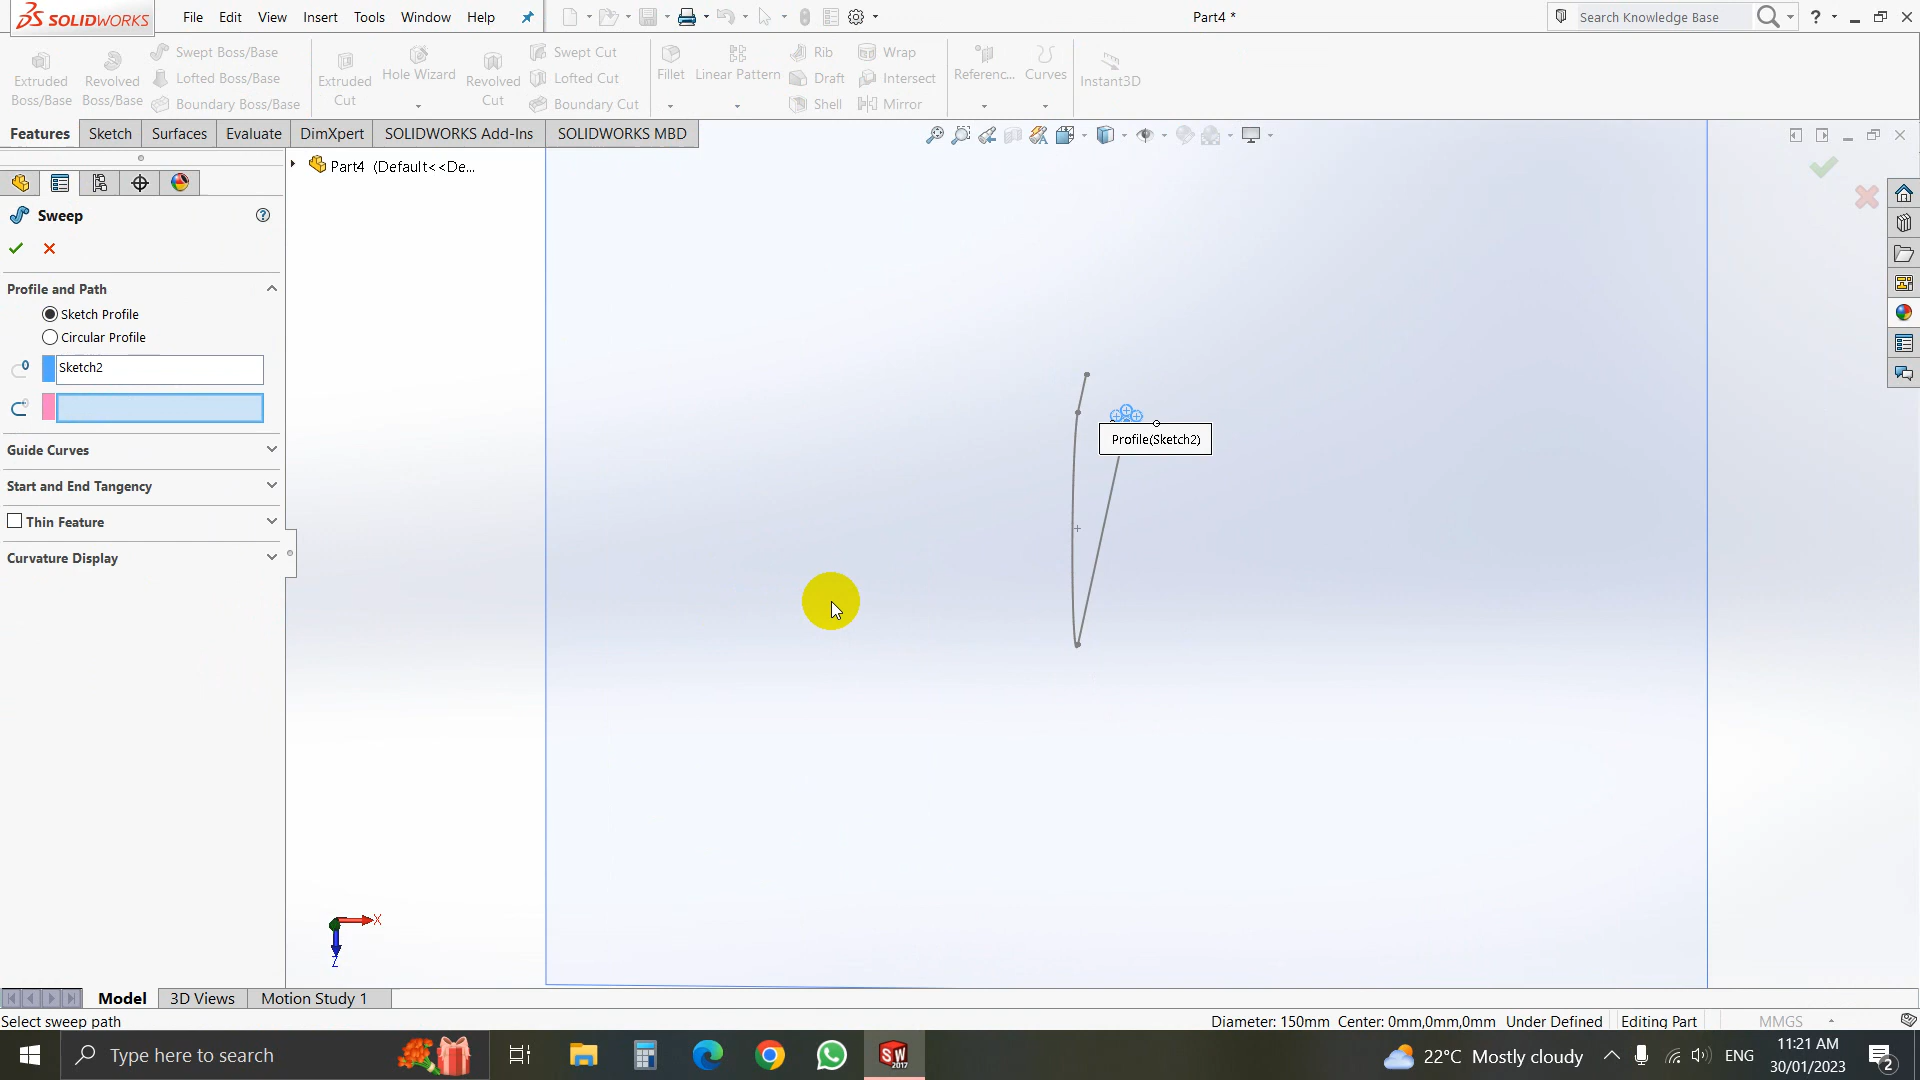 SOLIDWORKS File Edit View Insert Tools Window Help Part4 * Search Knowledge Base ?
Extruded Boss/Base
Revolved Boss/Base
Swept Boss/Base
Lofted Boss/Base
Boundary Boss/Base
Extruded Cut
Hole Wizard
Revolved Cut
Swept Cut
Lofted Cut
Boundary Cut
Fillet
Linear Pattern
Rib
Draft
Shell
Wrap
Intersect
Mirror
Referenc...
Curves
Instant3D
Features Sketch Surfaces Evaluate DimXpert SOLIDWORKS Add-Ins SOLIDWORKS MBD
Part4 (Default<<De...
Sweep
Profile and Path
Sketch Profile
Circular Profile
Sketch2
Guide Curves
Start and End Tangency
Thin Feature
Curvature Display
Profile(Sketch2)
X
Z
Model 3D Views Motion Study 1
Select sweep path Diameter: 150mm Center: 0mm,0mm,0mm Under Defined Editing Part MMGS
Type here to search SW 2017 22°C Mostly cloudy ENG 11:21 AM 30/01/2023 2